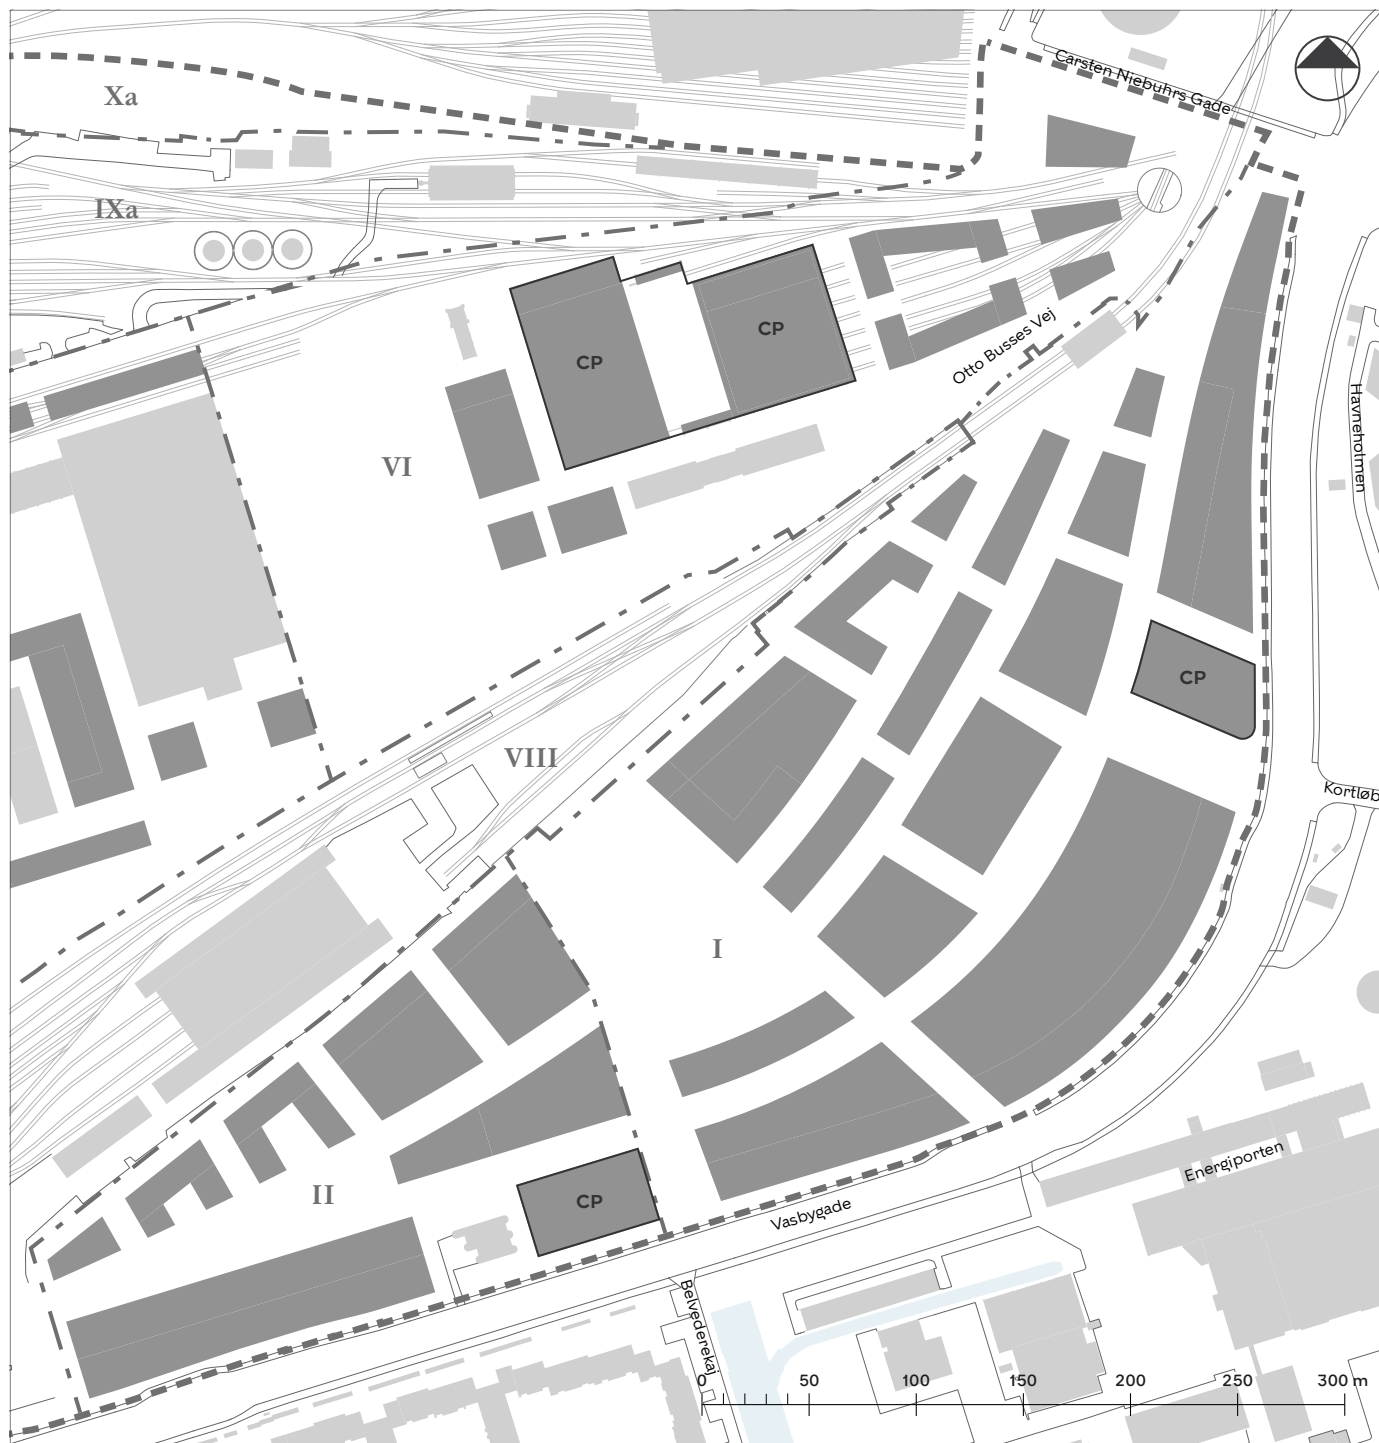 Carsten Niebuhrs Gade
Xa
IXa
CP
CP
Otto Busses Vej
Havneholmen
VI
CP
VIII
Kortløb
I
Energiporten
II
CP
Vasbygade
Belvederekaj
0 50 100 150 200 250 300 m